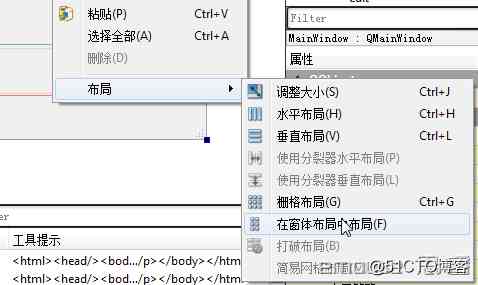 粘贴(P) Ctrl+V
选择全部(A) Ctrl+A
删除(D)
布局
Filter
MainWindow : QMainWindow
属性
调整大小(S) Ctrl+J
水平布局(H) Ctrl+H
垂直布局(V) Ctrl+L
使用分裂器水平布局(P)
使用分裂器垂直布局(L)
栅格布局(G) Ctrl+G
在窗体布局中布局(F)
打破布局(B)
简易网格布局
@51CTO博客
工具提示
<html><head/><bod.../p></body></html>
<html><head/><bod.../p></body></html>